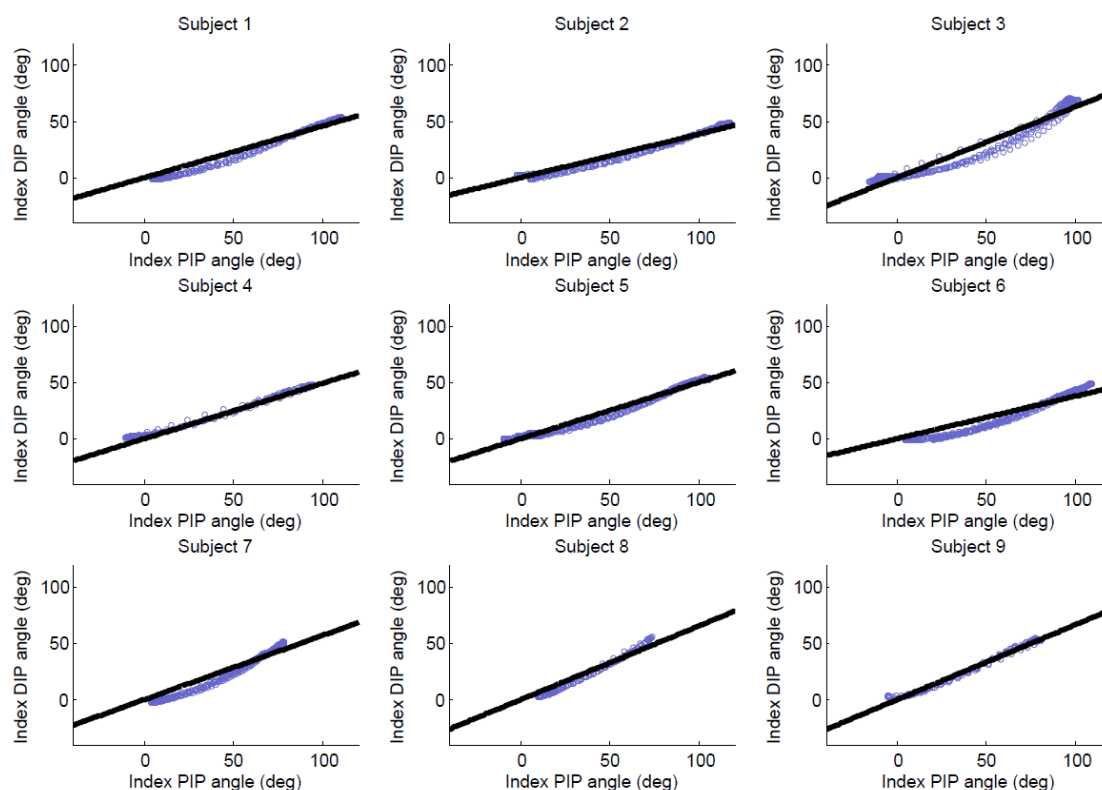 Subject 1
Index DIP angle (deg)
100
50
0
0
50
100
Index PIP angle (deg)
Subject 2
Index DIP angle (deg)
100
50
0
0
50
100
Index PIP angle (deg)
Subject 3
Index DIP angle (deg)
100
50
0
0
50
100
Index PIP angle (deg)
Subject 4
Index DIP angle (deg)
100
50
0
0
50
100
Index PIP angle (deg)
Subject 5
Index DIP angle (deg)
100
50
0
0
50
100
Index PIP angle (deg)
Subject 6
Index DIP angle (deg)
100
50
0
0
50
100
Index PIP angle (deg)
Subject 7
Index DIP angle (deg)
100
50
0
0
50
100
Index PIP angle (deg)
Subject 8
Index DIP angle (deg)
100
50
0
0
50
100
Index PIP angle (deg)
Subject 9
Index DIP angle (deg)
100
50
0
0
50
100
Index PIP angle (deg)